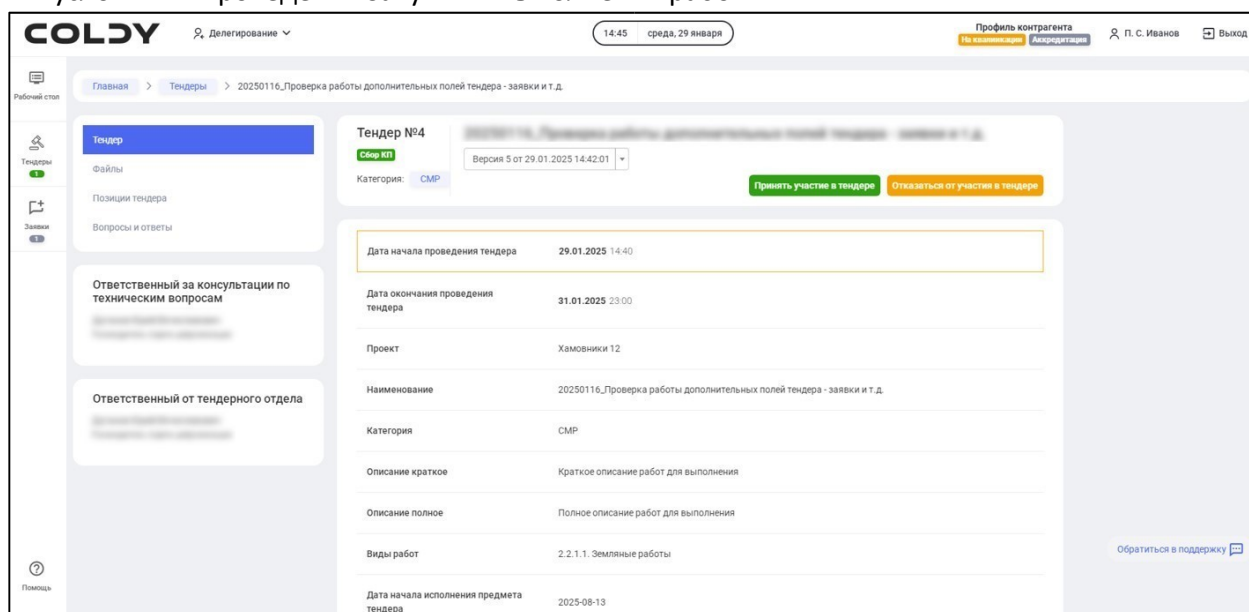 COLDY
Делегирование
14:45 среда, 29 января
Профиль контрагента
На квалификации Аккредитация
П. С. Иванов
Выход
Рабочий стол
Тендеры
1
Заявки
1
Помощь
Главная > Тендеры > 20250116_Проверка работы дополнительных полей тендера - заявки и т.д.
Тендер
Файлы
Позиции тендера
Вопросы и ответы
Ответственный за консультации по
техническим вопросам
Ответственный от тендерного отдела
Тендер №4
Сбор КП
Версия 5 от 29.01.2025 14:42:01
Категория: СМР
Принять участие в тендере
Отказаться от участия в тендере
Дата начала проведения тендера 29.01.2025 14:40
Дата окончания проведения
тендера 31.01.2025 23:00
Проект Хамовники 12
Наименование 20250116_Проверка работы дополнительных полей тендера - заявки и т.д.
Категория СМР
Описание краткое Краткое описание работ для выполнения
Описание полное Полное описание работ для выполнения
Виды работ 2.2.1.1. Земляные работы
Дата начала исполнения предмета
тендера 2025-08-13
Обратиться в поддержку